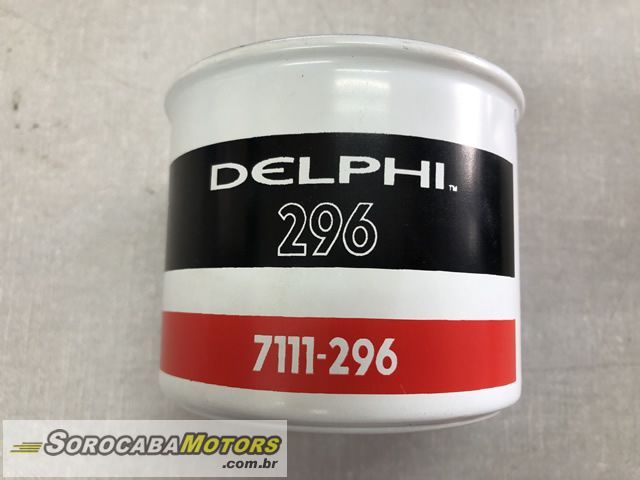 DELPHI™
296
7111-296
SOROCABAMOTORS
.com.br